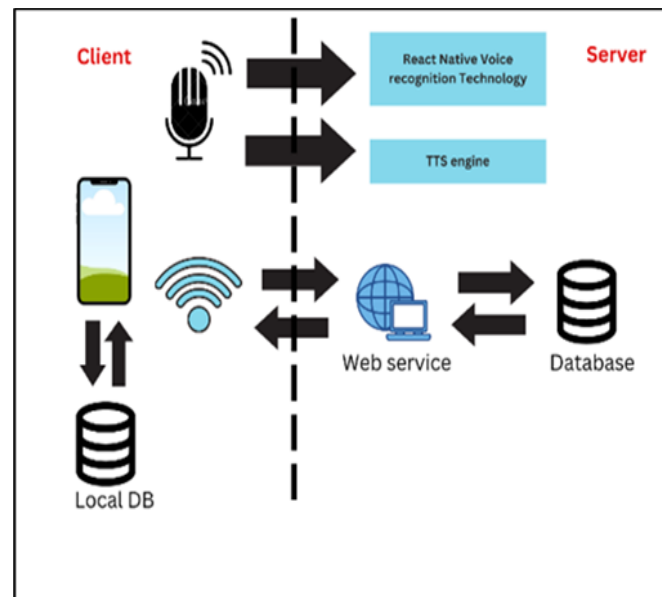 Client
Server
React Native Voice
recognition Technology
TTS engine
Web service
Database
Local DB